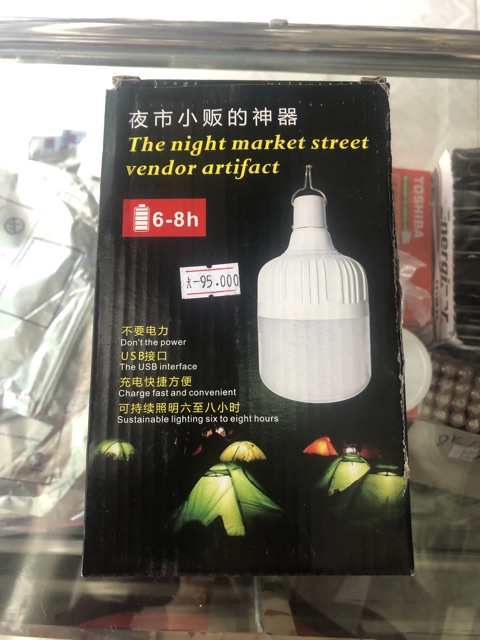 夜市小贩的神器
The night market street
vendor artifact
6-8h
大-95.000
不要电力
Don't the power
USB接口
The USB interface
充电快捷方便
Charge fast and convenient
可持续照明六至八小时
Sustainable lighting six to eight hours
TOSHIBA